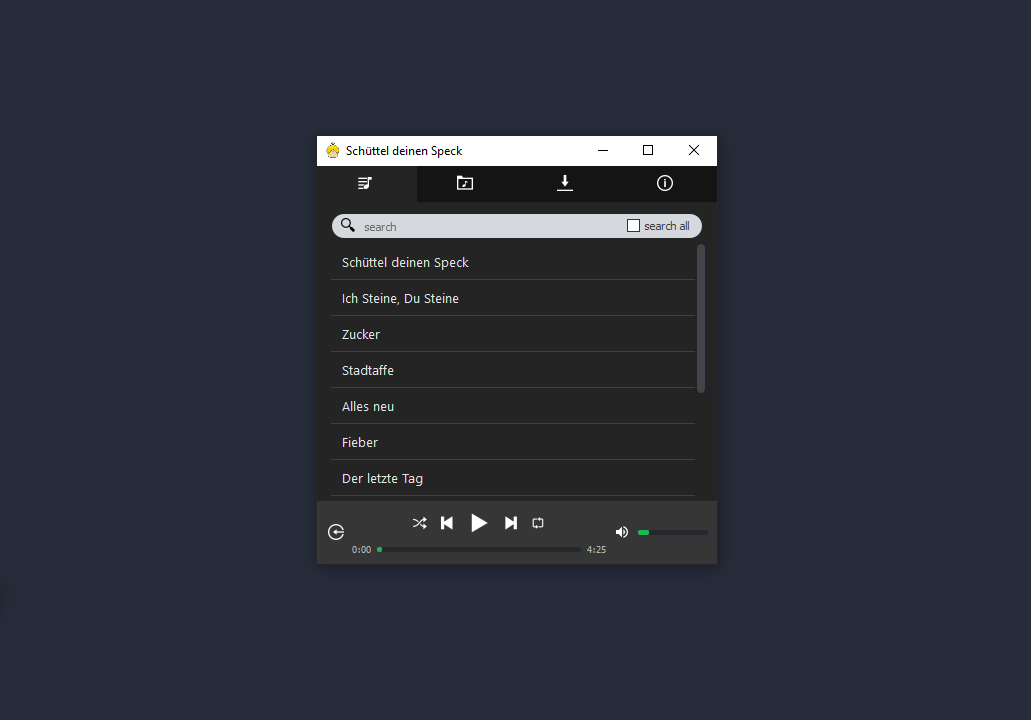 Schüttel deinen Speck
search
search all
Schüttel deinen Speck
Ich Steine, Du Steine
Zucker
Stadtaffe
Alles neu
Fieber
Der letzte Tag
0:00
4:25